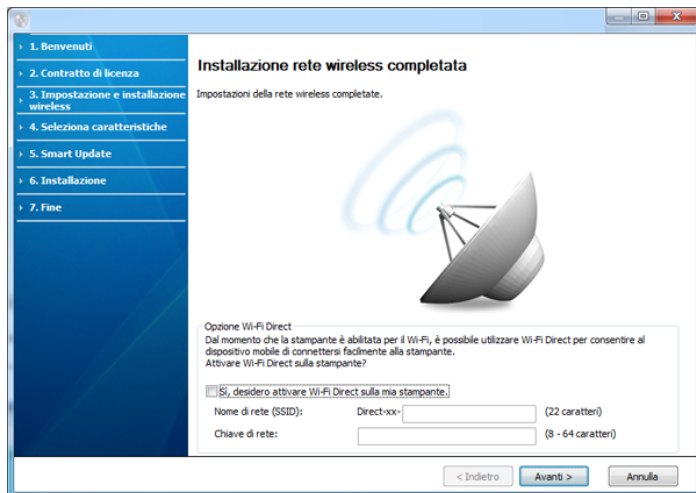 1. Benvenuti
2. Contratto di licenza
3. Impostazione e installazione
wireless
4. Seleziona caratteristiche
5. Smart Update
6. Installazione
7. Fine
Installazione rete wireless completata
Impostazioni della rete wireless completate.
Opzione Wi-Fi Direct
Dal momento che la stampante è abilitata per il Wi-Fi, è possibile utilizzare Wi-Fi Direct per consentire al
dispositivo mobile di connettersi facilmente alla stampante.
Attivare Wi-Fi Direct sulla stampante?
Sì, desidero attivare Wi-Fi Direct sulla mia stampante.
Nome di rete (SSID): Direct-xx- (22 caratteri)
Chiave di rete: (8 - 64 caratteri)
< Indietro Avanti > Annulla